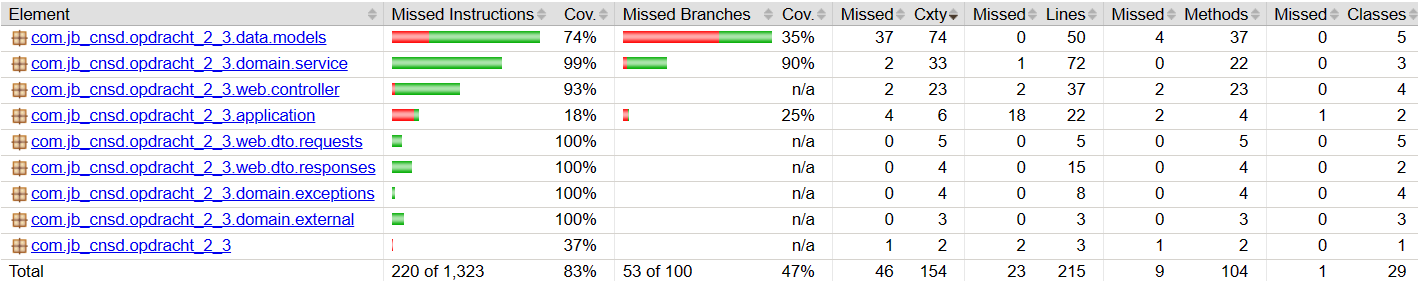 Element Missed Instructions Cov. Missed Branches Cov. Missed Cxty Missed Lines Missed Methods Missed Classes
com.jb_cnsd.opdracht_2_3.data.models 74% 35% 37 74 0 50 4 37 0 5
com.jb_cnsd.opdracht_2_3.domain.service 99% 90% 2 33 1 72 0 22 0 3
com.jb_cnsd.opdracht_2_3.web.controller 93% n/a 2 23 2 37 2 23 0 4
com.jb_cnsd.opdracht_2_3.application 18% 25% 4 6 18 22 2 4 1 2
com.jb_cnsd.opdracht_2_3.web.dto.requests 100% n/a 0 5 0 5 0 5 0 5
com.jb_cnsd.opdracht_2_3.web.dto.responses 100% n/a 0 4 0 15 0 4 0 2
com.jb_cnsd.opdracht_2_3.domain.exceptions 100% n/a 0 4 0 8 0 4 0 4
com.jb_cnsd.opdracht_2_3.domain.external 100% n/a 0 3 0 3 0 3 0 3
com.jb_cnsd.opdracht_2_3 37% n/a 1 2 2 3 1 2 0 1
Total 220 of 1,323 83% 53 of 100 47% 46 154 23 215 9 104 1 29